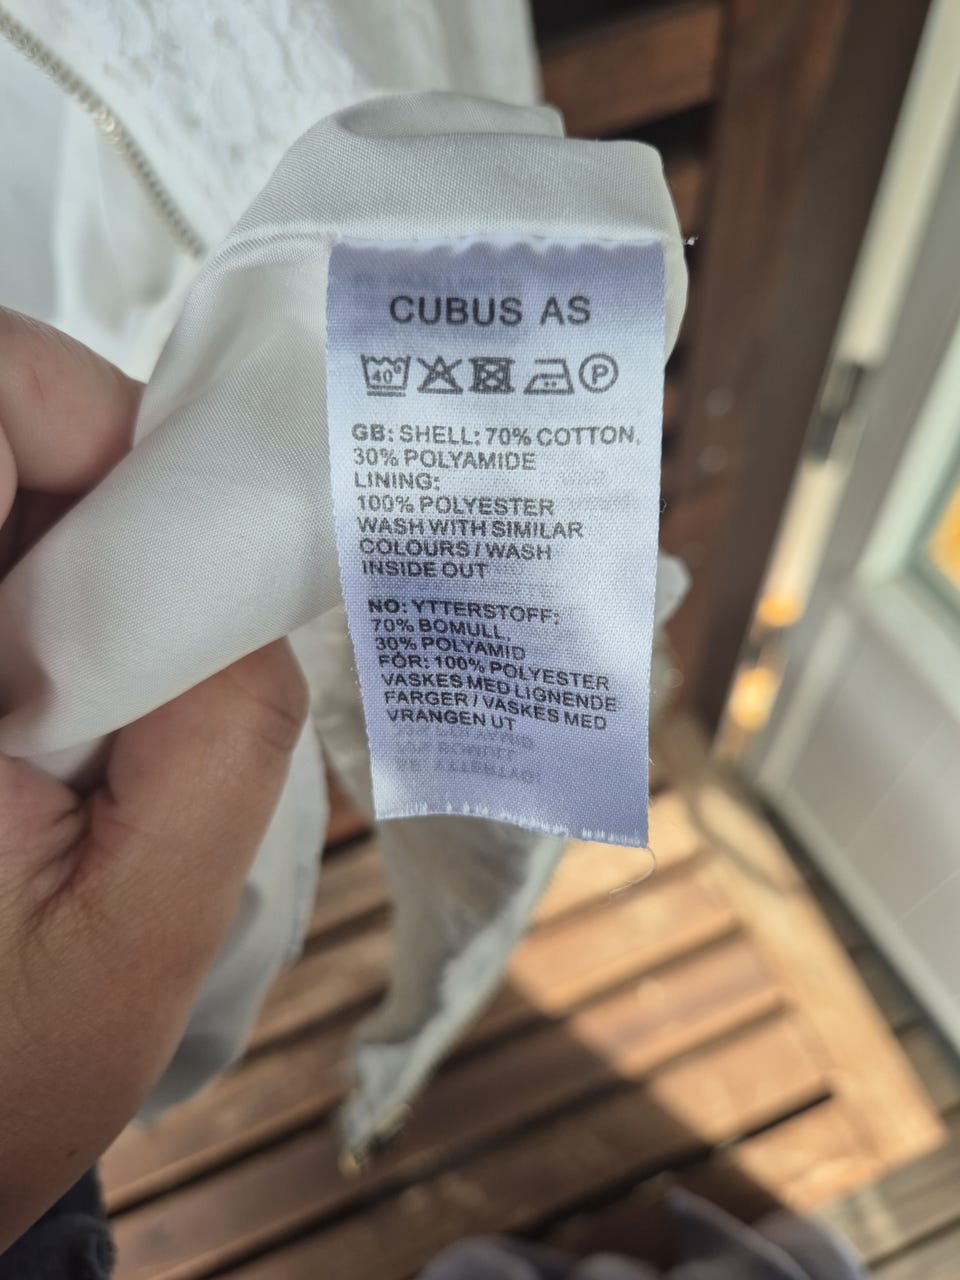 CUBUS AS
40°
P
GB: SHELL: 70% COTTON,
30% POLYAMIDE
LINING:
100% POLYESTER
WASH WITH SIMILAR
COLOURS / WASH
INSIDE OUT
NO: YTTERSTOFF:
70% BOMULL,
30% POLYAMID
FÔR: 100% POLYESTER
VASKES MED LIGNENDE
FARGER / VASKES MED
VRANGEN UT